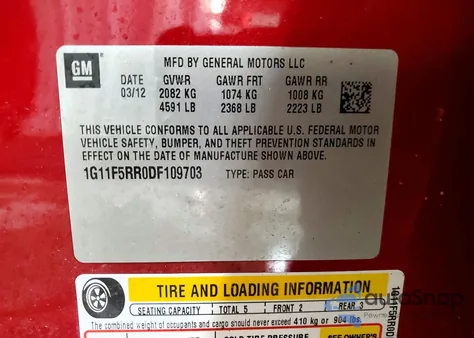 GM
MFD BY GENERAL MOTORS LLC
DATE GVWR GAWR FRT GAWR RR
03/12 2082 KG 1074 KG 1008 KG
4591 LB 2368 LB 2223 LB
THIS VEHICLE CONFORMS TO ALL APPLICABLE U.S. FEDERAL MOTOR
VEHICLE SAFETY, BUMPER, AND THEFT PREVENTION STANDARDS IN
EFFECT ON THE DATE OF MANUFACTURE SHOWN ABOVE.
1G11F5RR0DF109703 TYPE: PASS CAR
TIRE AND LOADING INFORMATION
SEATING CAPACITY TOTAL 5 FRONT 2 REAR 3
The combined weight of occupants and cargo should never exceed 410 kg or 904 lbs.
SEE OWNER'S
1G11F5RR0D
autoSnap